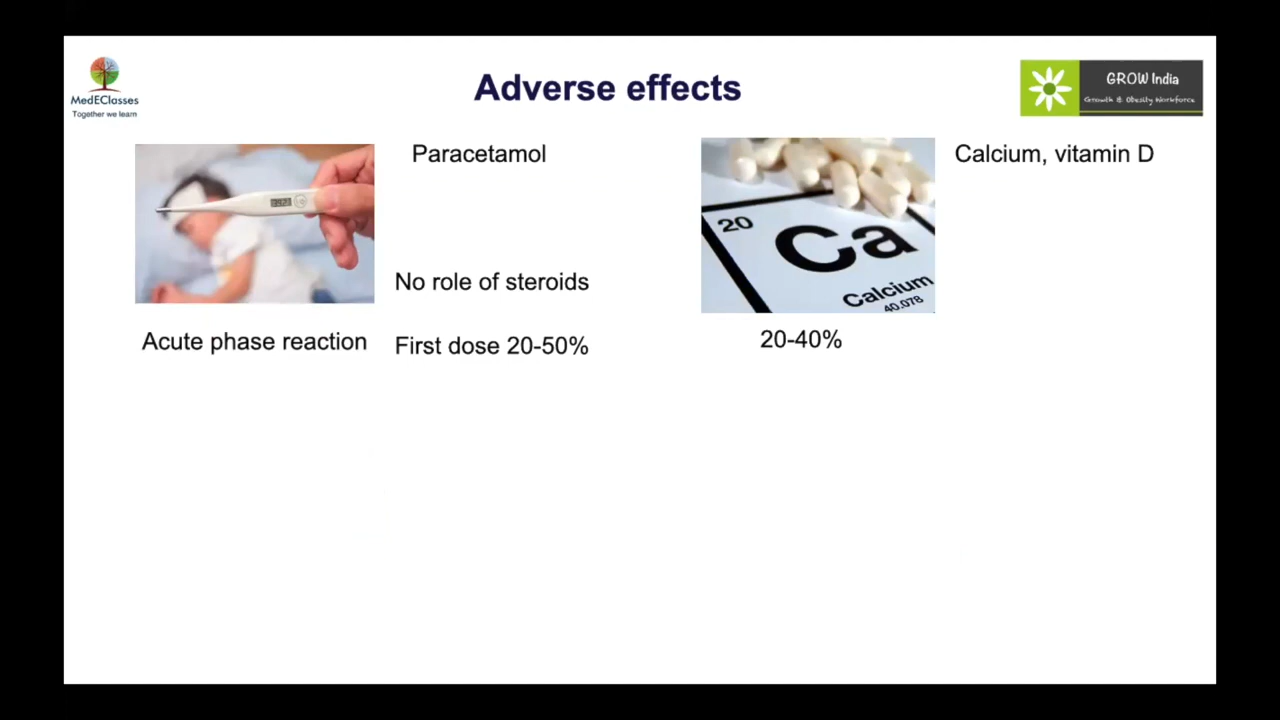 MedEClasses
Together we learn
Adverse effects
GROW India
Growth & Obesity Workforce
Paracetamol
No role of steroids
Acute phase reaction
First dose 20-50%
20
Ca
Calcium
40.078
Calcium, vitamin D
20-40%